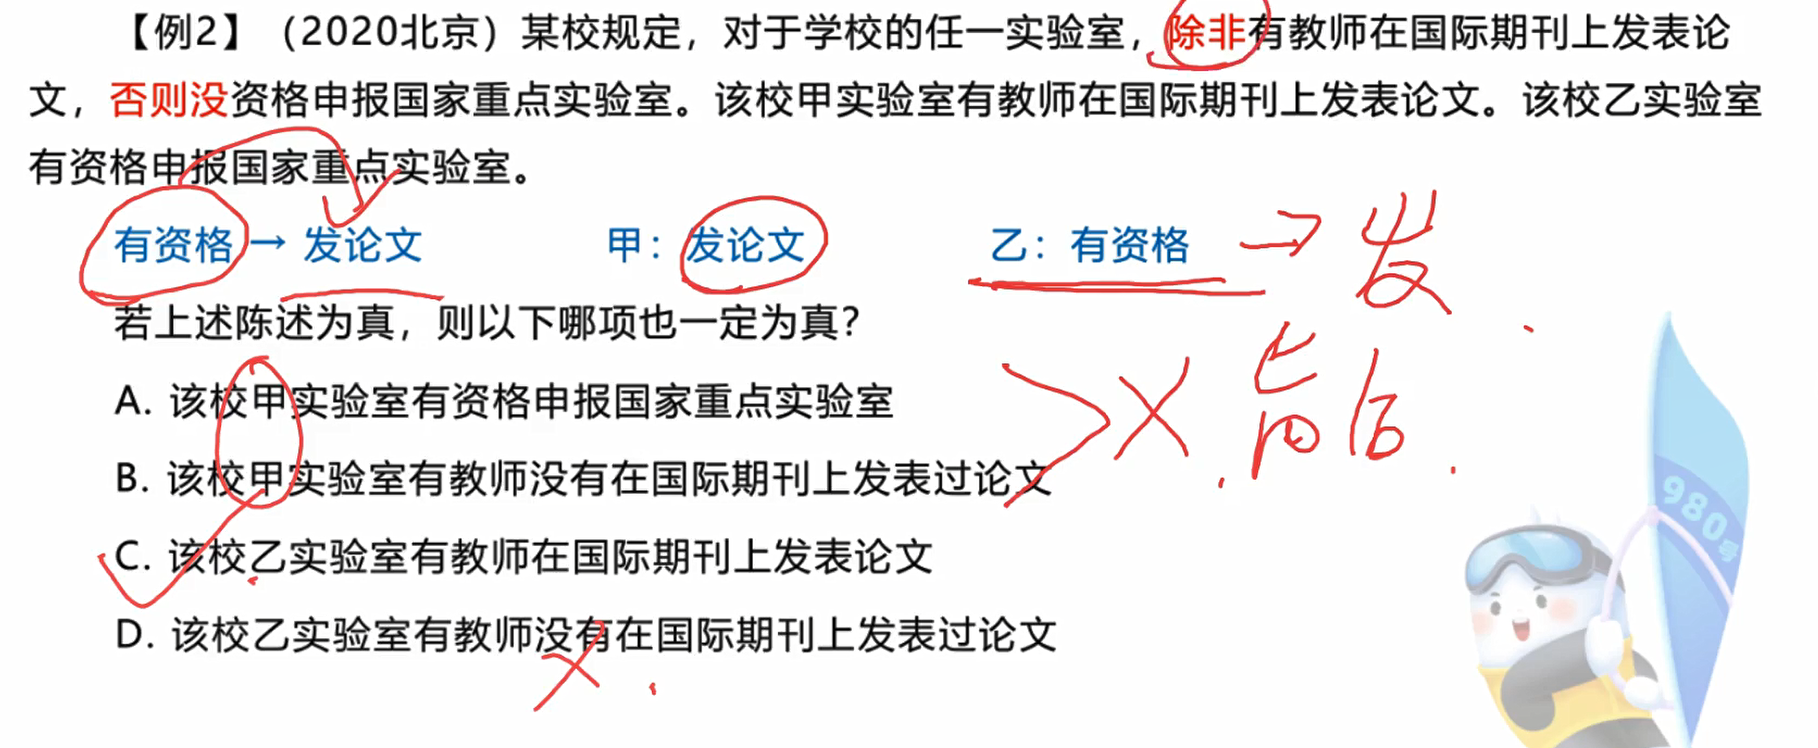 【例2】（2020北京）某校规定，对于学校的任一实验室，除非有教师在国际期刊上发表论
文，否则没资格申报国家重点实验室。该校甲实验室有教师在国际期刊上发表论文。该校乙实验室
有资格申报国家重点实验室。
有资格→ 发论文 甲：发论文 乙：有资格 → 发
若上述陈述为真，则以下哪项也一定为真？
A. 该校甲实验室有资格申报国家重点实验室
B. 该校甲实验室有教师没有在国际期刊上发表过论文
C. 该校乙实验室有教师在国际期刊上发表论文
D. 该校乙实验室有教师没有在国际期刊上发表过论文
980号